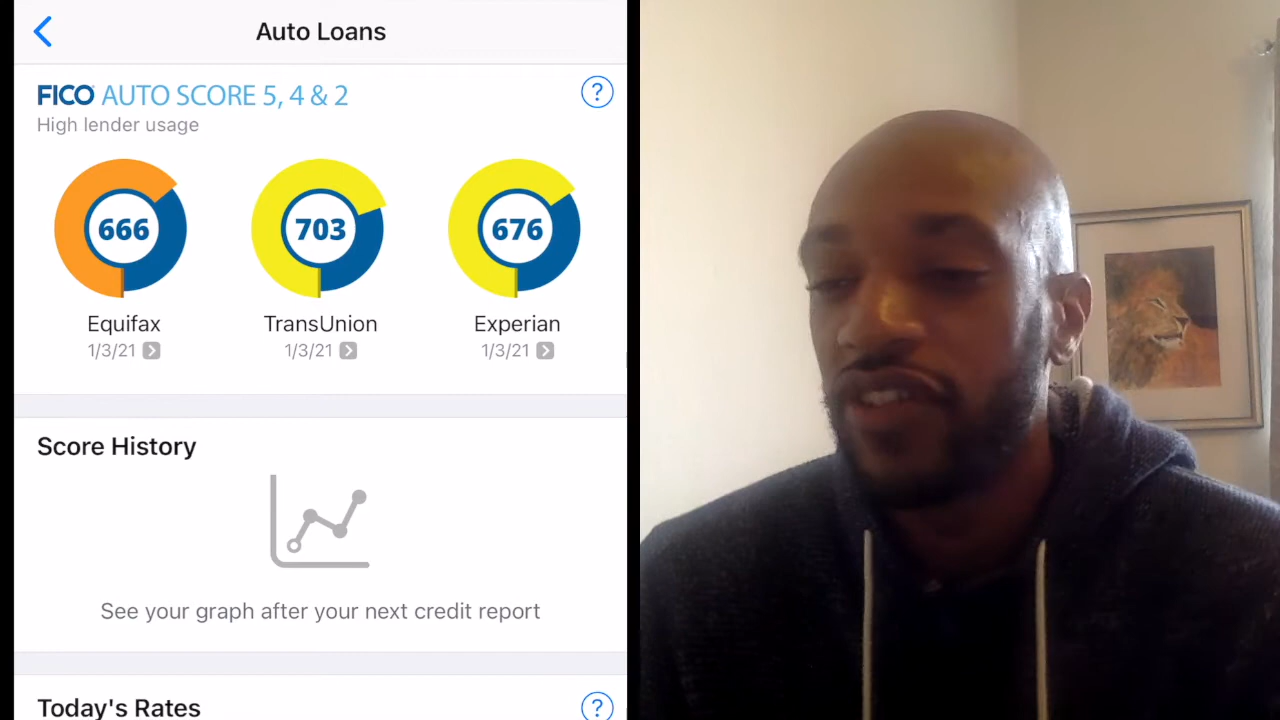 Auto Loans
FICO AUTO SCORE 5, 4 & 2
?
High lender usage
666 703 676
Equifax TransUnion Experian
1/3/21 1/3/21 1/3/21
Score History
See your graph after your next credit report
Today's Rates
?